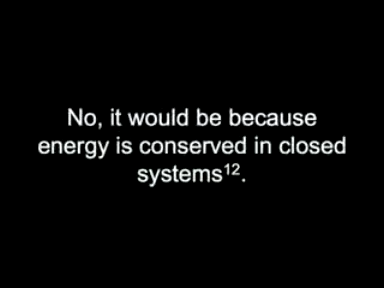 No, it would be because
energy is conserved in closed
systems¹².